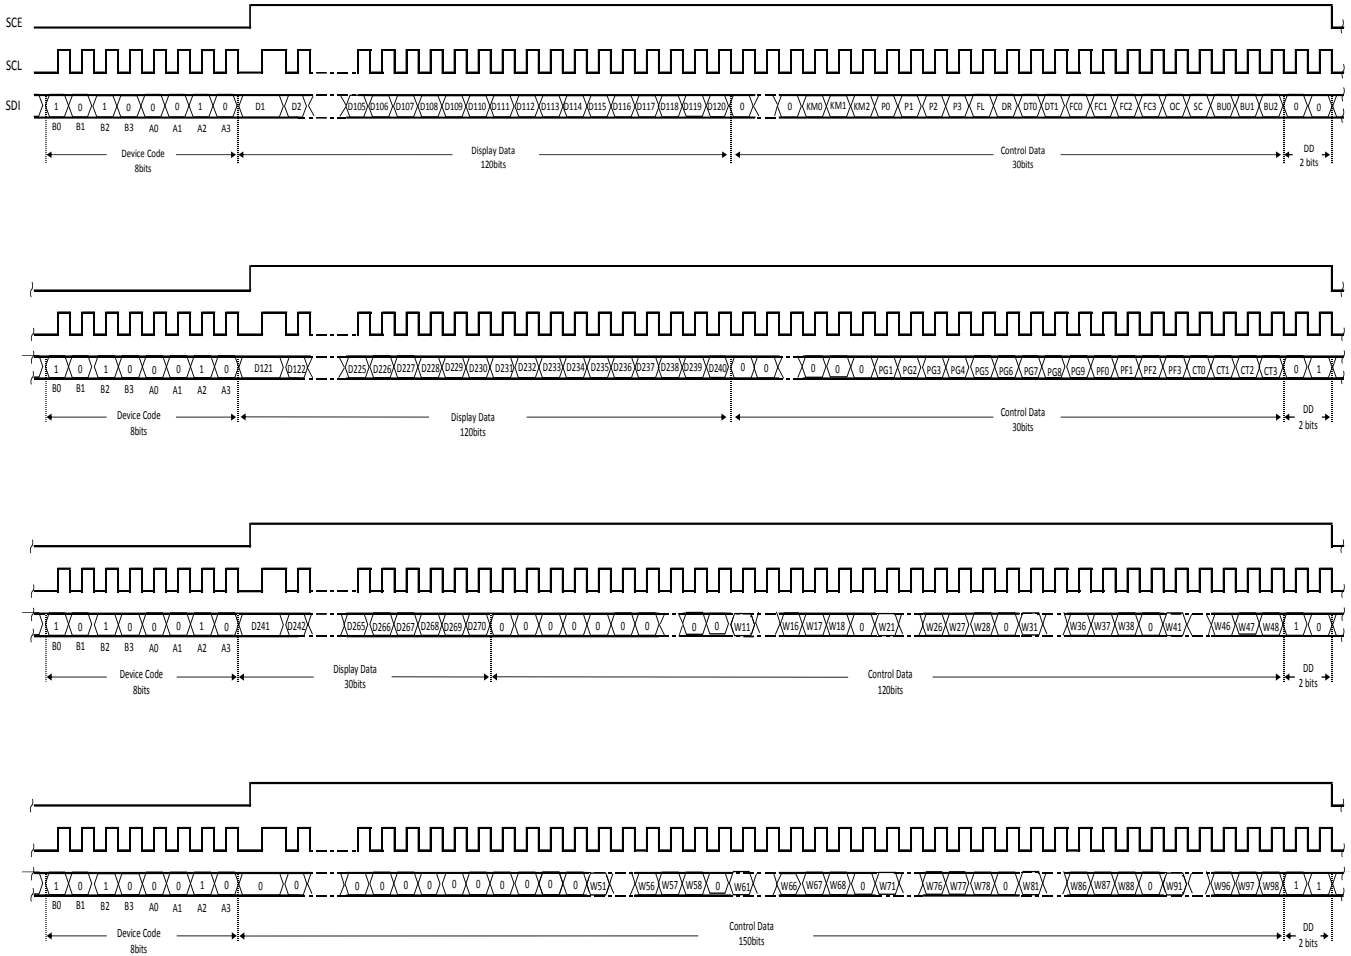 SCE
SCL
SDI 1 0 1 0 0 0 1 0 D1 D2 D105 D106 D107 D108 D109 D110 D111 D112 D113 D114 D115 D116 D117 D118 D119 D120 0 0 KM0 KM1 KM2 P0 P1 P2 P3 FL DR DT0 DT1 FC0 FC1 FC2 FC3 OC SC BU0 BU1 BU2 0 0
B0 B1 B2 B3 A0 A1 A2 A3
Device Code Display Data Control Data DD
8bits 120bits 30bits 2 bits
1 0 1 0 0 0 1 0 D121 D122 D225 D226 D227 D228 D229 D230 D231 D232 D233 D234 D235 D236 D237 D238 D239 D240 0 0 0 0 0 PG1 PG2 PG3 PG4 PG5 PG6 PG7 PG8 PG9 PF0 PF1 PF2 PF3 CT0 CT1 CT2 CT3 0 1
B0 B1 B2 B3 A0 A1 A2 A3
Device Code Display Data Control Data DD
8bits 120bits 30bits 2 bits
1 0 1 0 0 0 1 0 D241 D242 D265 D266 D267 D268 D269 D270 0 0 0 0 0 0 0 0 0 W11 W16 W17 W18 0 W21 W26 W27 W28 0 W31 W36 W37 W38 0 W41 W46 W47 W48 1 0
B0 B1 B2 B3 A0 A1 A2 A3
Device Code Display Data Control Data DD
8bits 30bits 120bits 2 bits
1 0 1 0 0 0 1 0 0 0 0 0 0 0 0 0 0 0 0 0 W51 W56 W57 W58 0 W61 W66 W67 W68 0 W71 W76 W77 W78 0 W81 W86 W87 W88 0 W91 W96 W97 W98 1 1
B0 B1 B2 B3 A0 A1 A2 A3
Device Code Control Data DD
8bits 150bits 2 bits